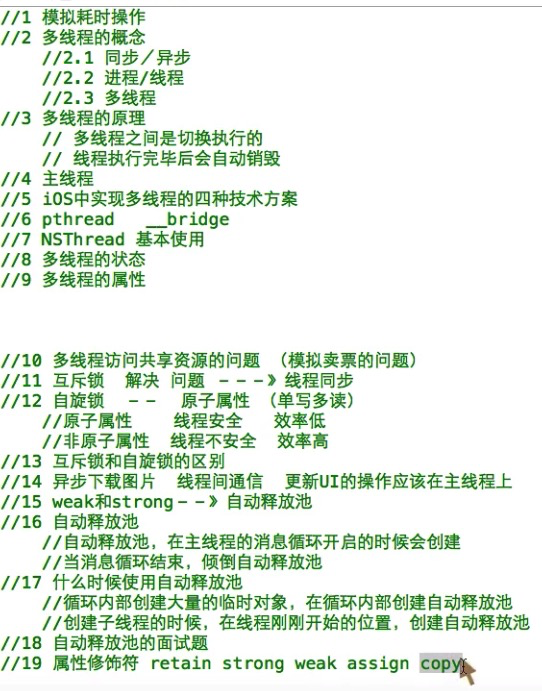 //1 模拟耗时操作
//2 多线程的概念
//2.1 同步／异步
//2.2 进程/线程
//2.3 多线程
//3 多线程的原理
// 多线程之间是切换执行的
// 线程执行完毕后会自动销毁
//4 主线程
//5 iOS中实现多线程的四种技术方案
//6 pthread __bridge
//7 NSThread 基本使用
//8 多线程的状态
//9 多线程的属性
//10 多线程访问共享资源的问题 （模拟卖票的问题）
//11 互斥锁 解决 问题 ---》线程同步
//12 自旋锁 -- 原子属性 （单写多读）
//原子属性 线程安全 效率低
//非原子属性 线程不安全 效率高
//13 互斥锁和自旋锁的区别
//14 异步下载图片 线程间通信 更新UI的操作应该在主线程上
//15 weak和strong--》自动释放池
//16 自动释放池
//自动释放池，在主线程的消息循环开启的时候会创建
//当消息循环结束，倾倒自动释放池
//17 什么时候使用自动释放池
//循环内部创建大量的临时对象，在循环内部创建自动释放池
//创建子线程的时候，在线程刚刚开始的位置，创建自动释放池
//18 自动释放池的面试题
//19 属性修饰符 retain strong weak assign copy